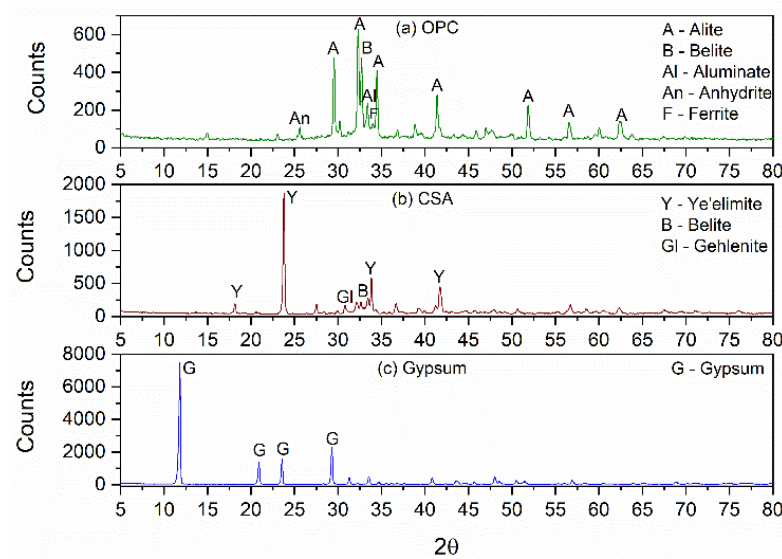 (a) OPC
Counts
600
400
200
0
An
A
A
B
Al
F
A
A
A
A
A
A - Alite
B - Belite
Al - Aluminate
An - Anhydrite
F - Ferrite
5 10 15 20 25 30 35 40 45 50 55 60 65 70 75 80
(b) CSA
Counts
2000
1500
1000
500
0
Y
Y
Gl
B
Y
Y
Y - Ye'elimite
B - Belite
Gl - Gehlenite
5 10 15 20 25 30 35 40 45 50 55 60 65 70 75 80
(c) Gypsum
Counts
8000
6000
4000
2000
0
G
G
G
G
G - Gypsum
5 10 15 20 25 30 35 40 45 50 55 60 65 70 75 80
2θ